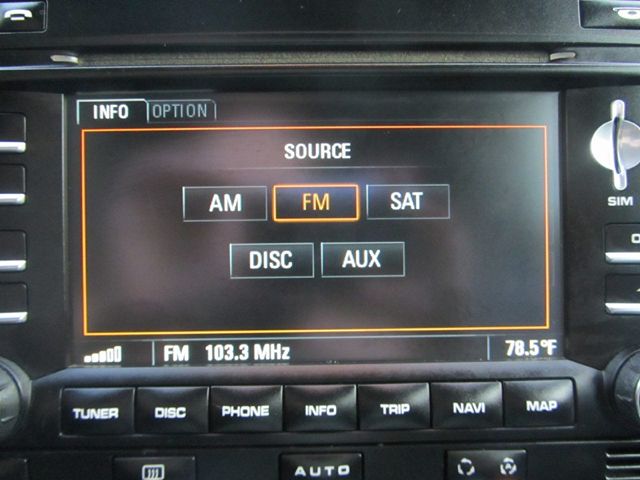 INFO OPTION
SOURCE
AM FM SAT
DISC AUX
SIM
FM 103.3 MHz 78.5°F
TUNER DISC PHONE INFO TRIP NAVI MAP
AUTO